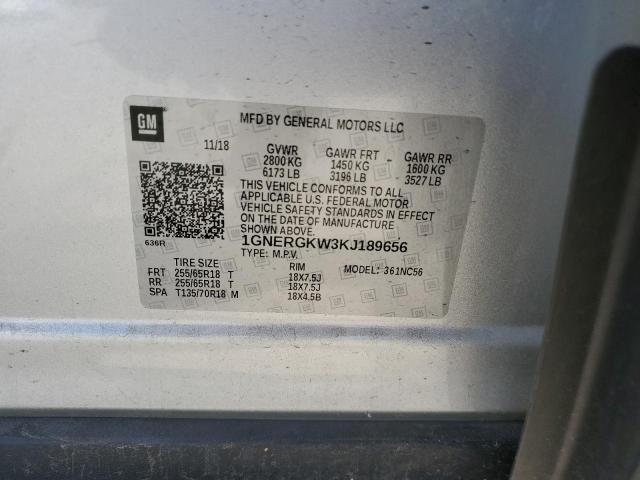 GM
MFD BY GENERAL MOTORS LLC
11/18
GVWR GAWR FRT GAWR RR
2800 KG 1450 KG 1600 KG
6173 LB 3196 LB 3527 LB
THIS VEHICLE CONFORMS TO ALL
APPLICABLE U.S. FEDERAL MOTOR
VEHICLE SAFETY STANDARDS IN EFFECT
ON THE DATE OF MANUFACTURE
SHOWN ABOVE.
636R
1GNERGKW3KJ189656
TYPE: M.P.V.
TIRE SIZE RIM MODEL: 361NC56
FRT 255/65R18 T 18X7.5J
RR 255/65R18 T 18X7.5J
SPA T135/70R18 M 18X4.5B